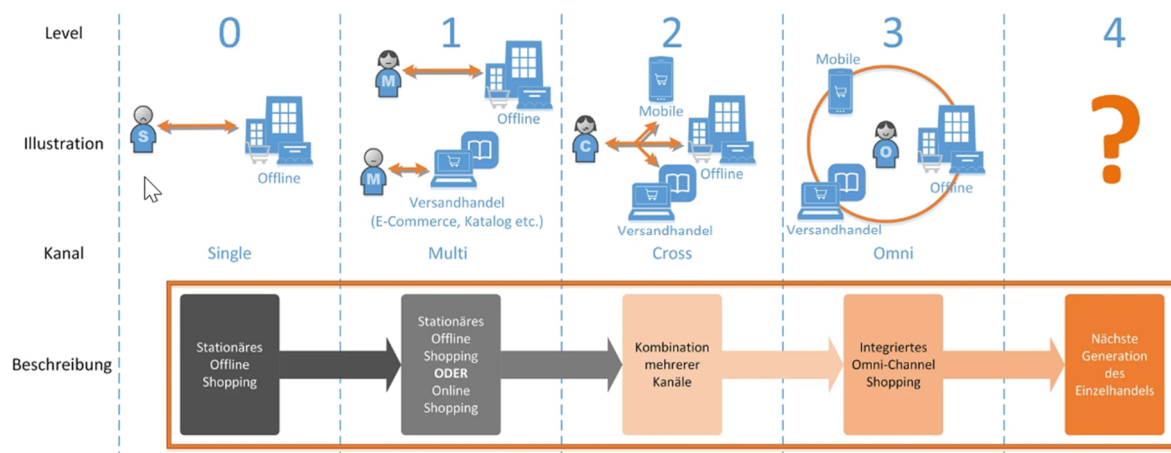 Level
0
1
2
3
4
Illustration
S
Offline
M
Offline
M
Versandhandel
(E-Commerce, Katalog etc.)
Mobile
C
Offline
Versandhandel
Mobile
O
Offline
Versandhandel
?
Kanal
Single
Multi
Cross
Omni
Beschreibung
Stationäres
Offline
Shopping
Stationäres
Offline
Shopping
ODER
Online
Shopping
Kombination
mehrerer
Kanäle
Integriertes
Omni-Channel
Shopping
Nächste
Generation
des
Einzelhandels